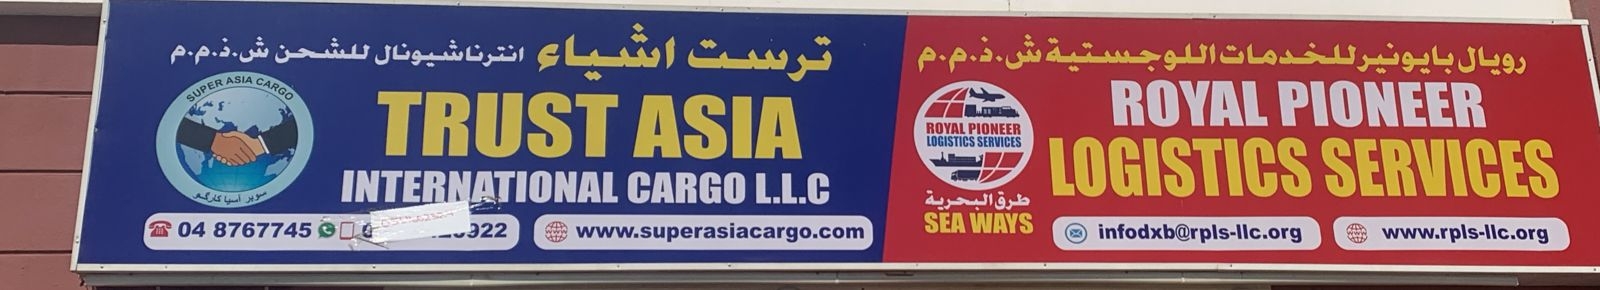 ترست اشياء انترناشيونال للشحن ش.ذ.م.م
SUPER ASIA CARGO
سوبر آسيا كارگو
TRUST ASIA
INTERNATIONAL CARGO L.L.C
04 8767745
www.superasiacargo.com
رويال بايونير للخدمات اللوجستية ش.ذ.م.م
ROYAL PIONEER
LOGISTICS SERVICES
ROYAL PIONEER
LOGISTICS SERVICES
طرق البحرية
SEA WAYS
infodxb@rpls-llc.org
www.rpls-llc.org